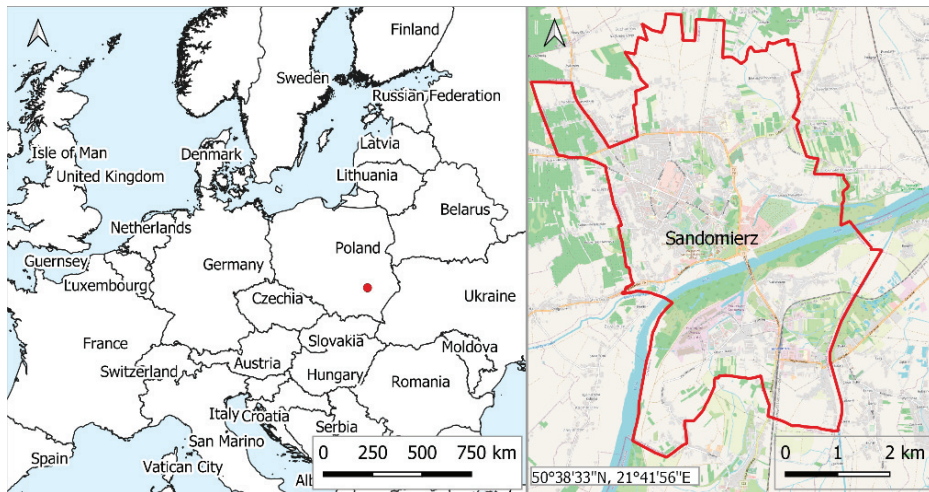 Finland
Sweden
Russian Federation
Latvia
Isle of Man
Denmark
United Kingdom
Lithuania
Belarus
Netherlands
Poland
Guernsey
Germany
Luxembourg
Czechia
Ukraine
Slovakia
France
Austria
Moldova
Switzerland
Hungary
Romania
Italy
Croatia
San Marino
Serbia
Spain
Vatican City
Alb
0 250 500 750 km
Sandomierz
50°38'33"N, 21°41'56"E
0 1 2 km